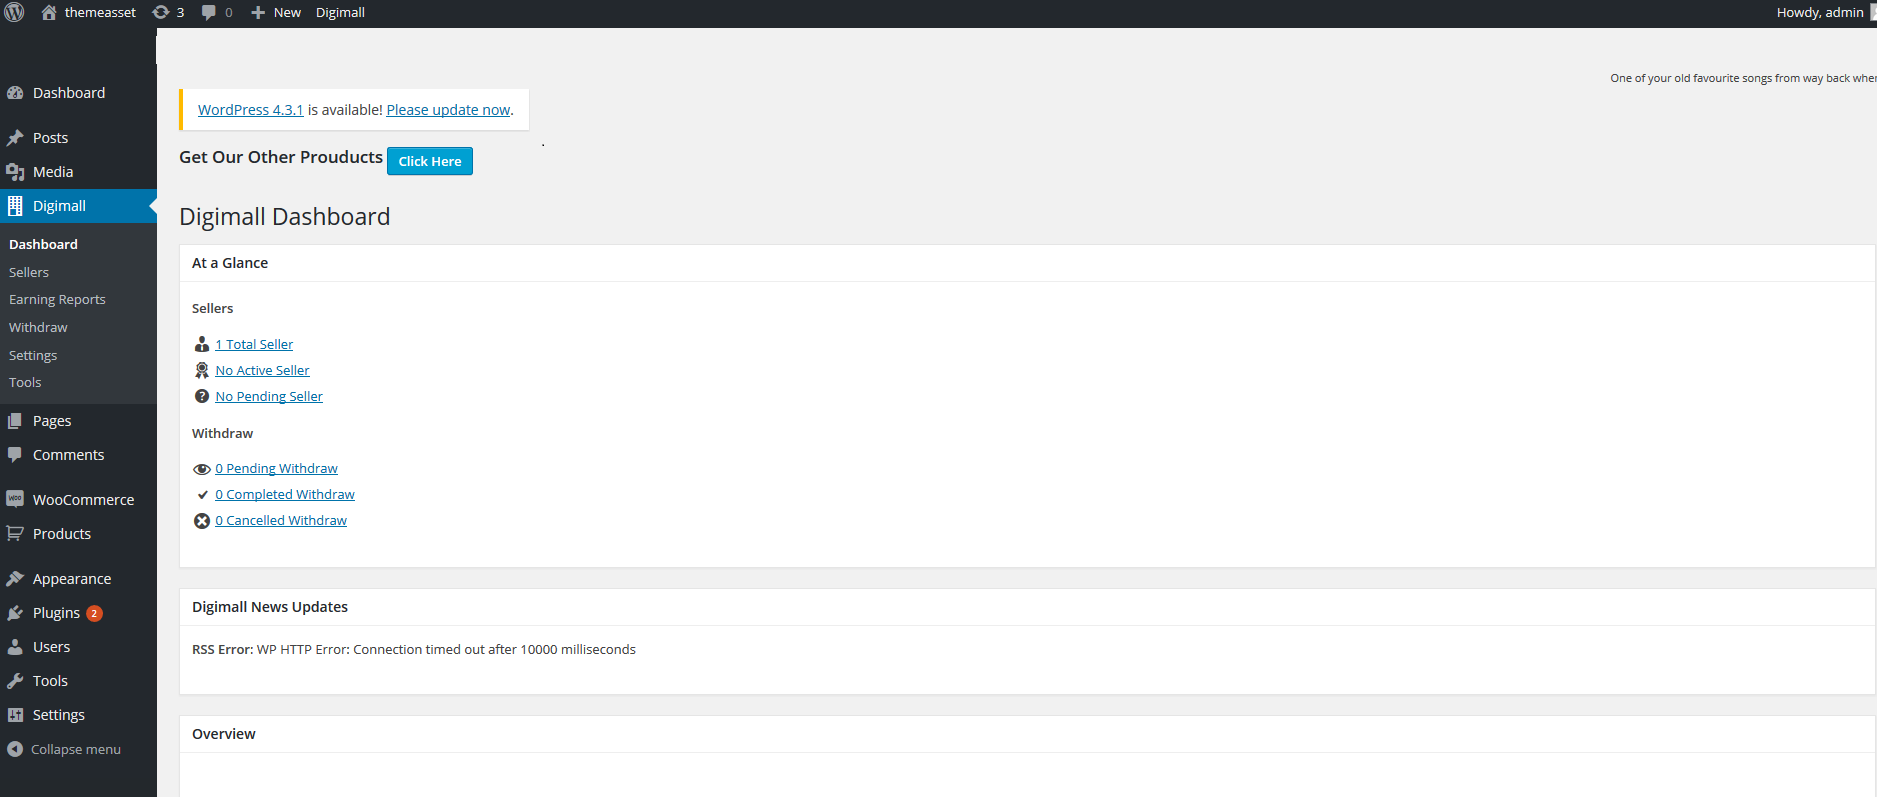 themeasset 3 0 New Digimall Howdy, admin
One of your old favourite songs from way back when
WordPress 4.3.1 is available! Please update now.
Get Our Other Prouducts Click Here
Digimall Dashboard
Dashboard
Posts
Media
Digimall
Dashboard
Sellers
Earning Reports
Withdraw
Settings
Tools
Pages
Comments
WooCommerce
Products
Appearance
Plugins 2
Users
Tools
Settings
Collapse menu
At a Glance
Sellers
1 Total Seller
No Active Seller
No Pending Seller
Withdraw
0 Pending Withdraw
0 Completed Withdraw
0 Cancelled Withdraw
Digimall News Updates
RSS Error: WP HTTP Error: Connection timed out after 10000 milliseconds
Overview